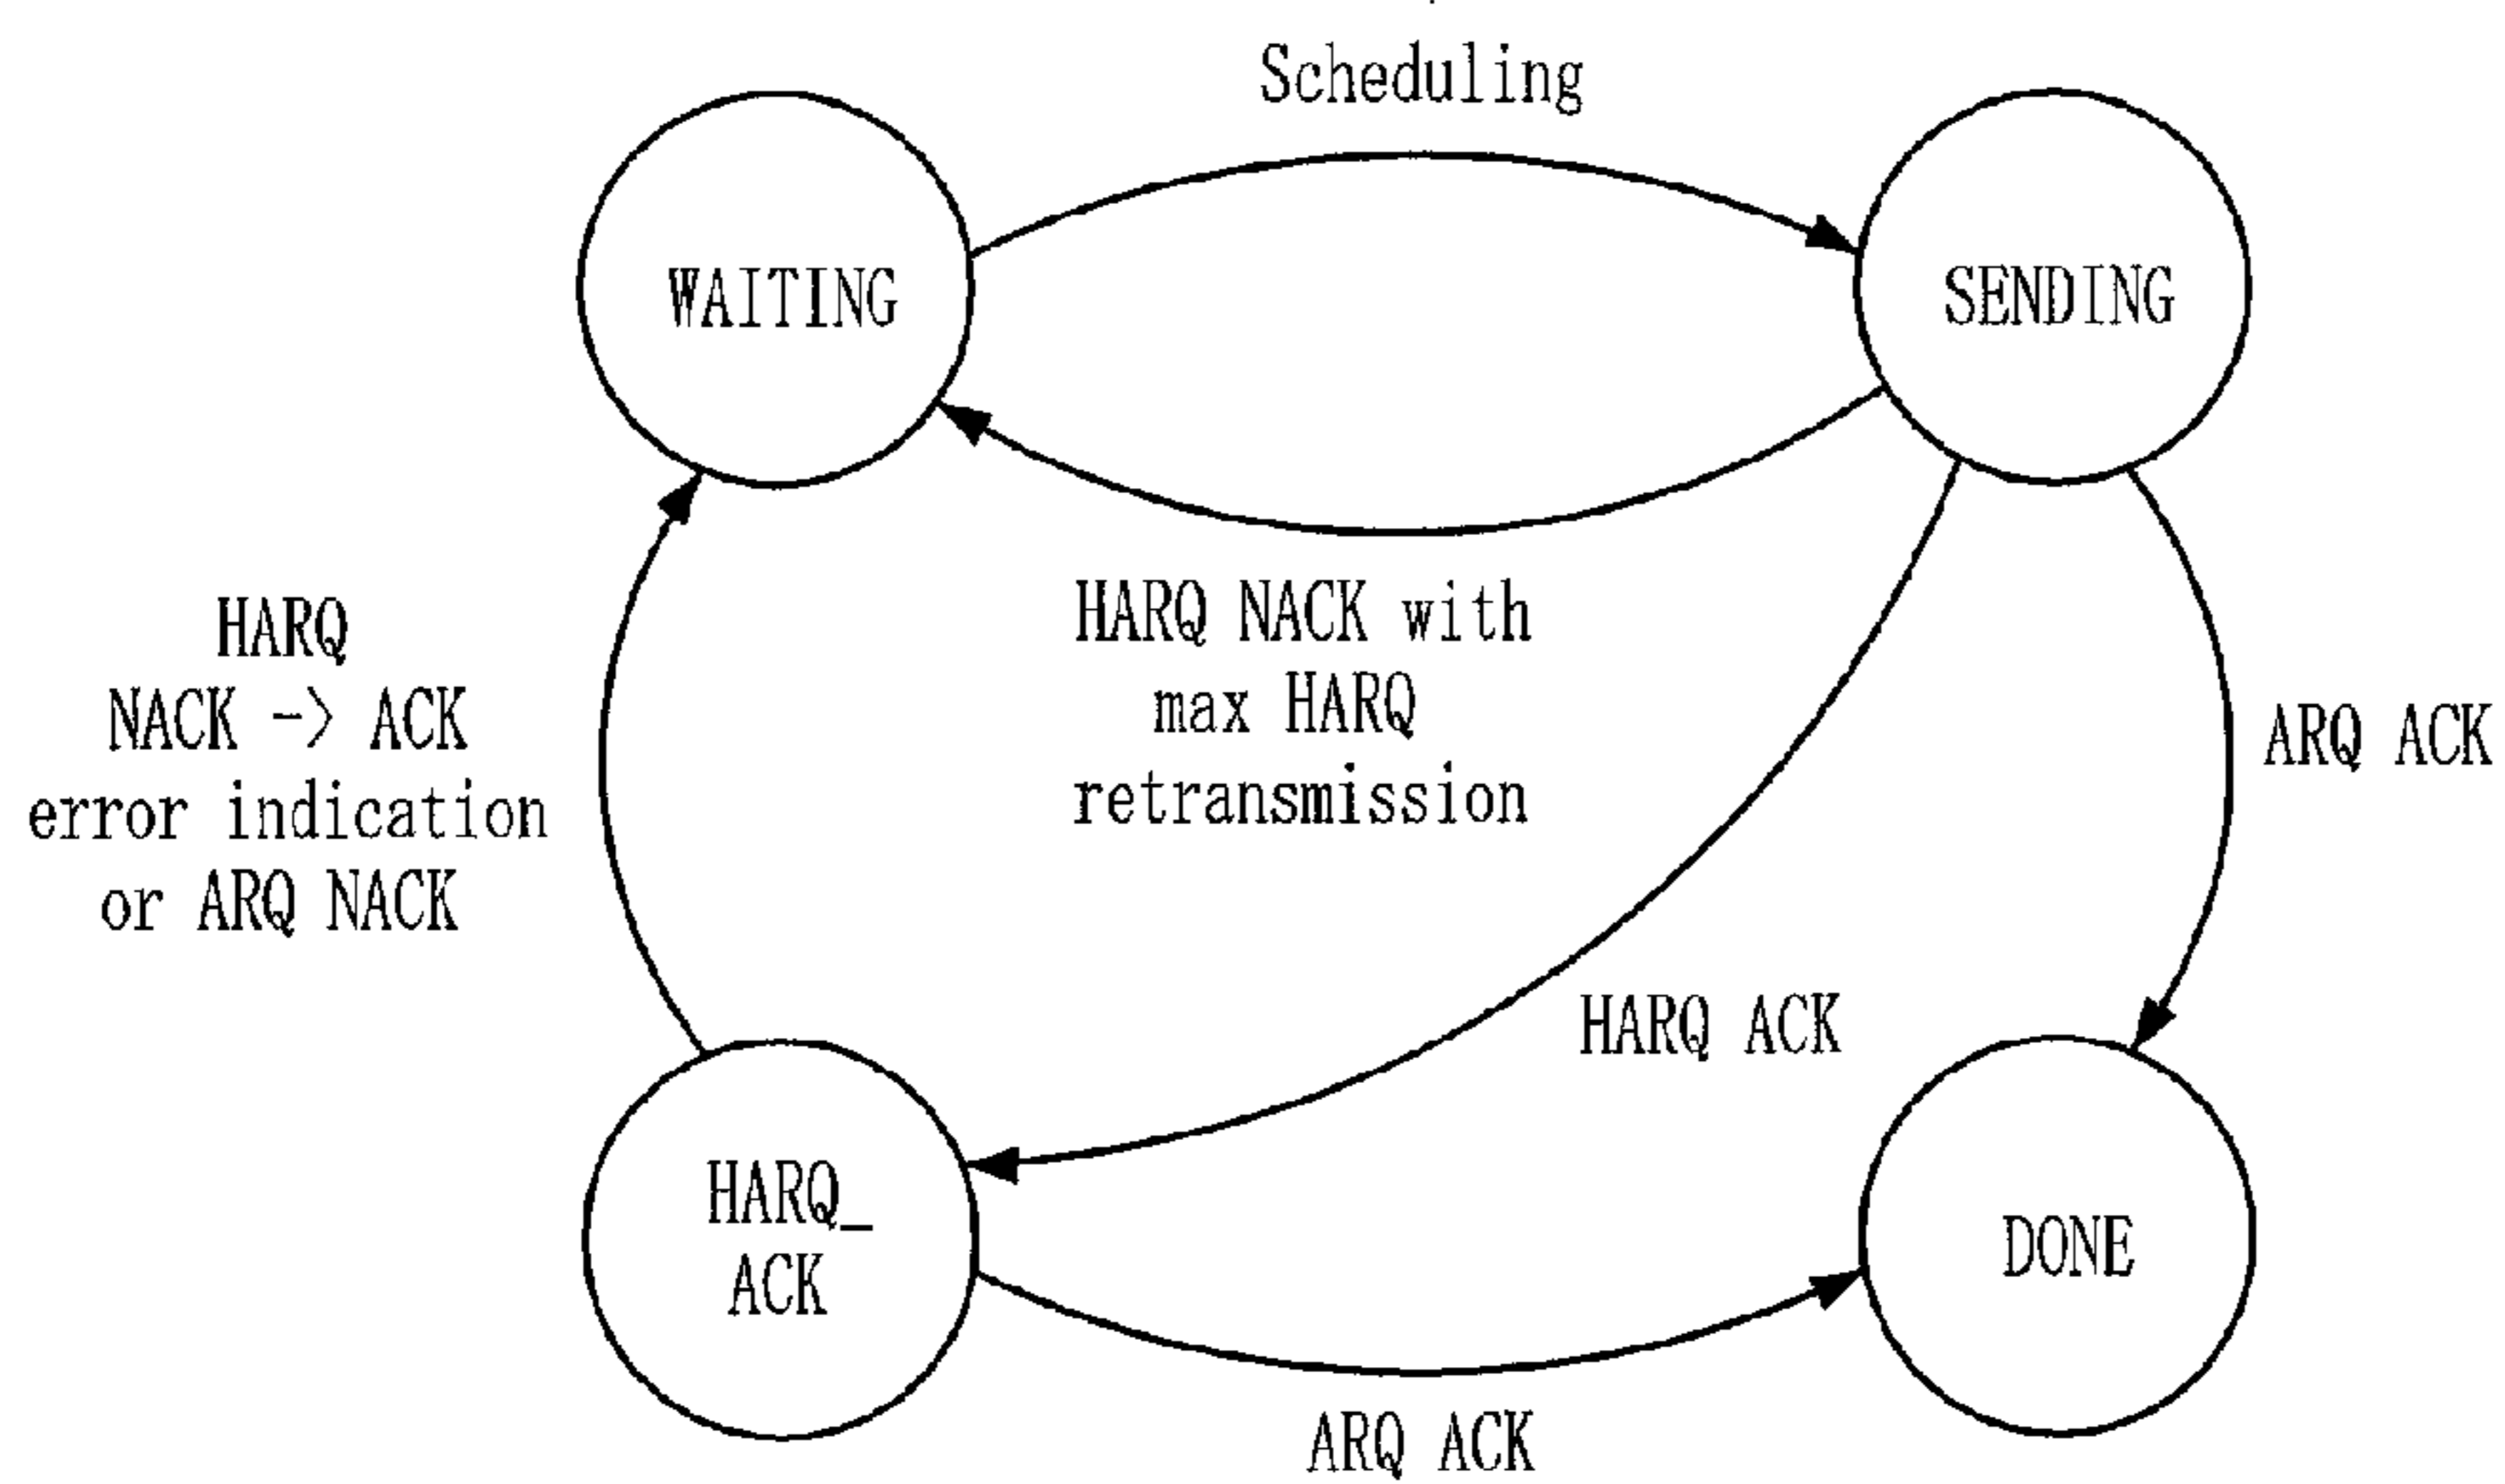 Scheduling
WAITING
SENDING
HARQ NACK with
max HARQ
retransmission
HARQ
NACK -> ACK
error indication
or ARQ NACK
ARQ ACK
HARQ ACK
HARQ_
ACK
DONE
ARQ ACK